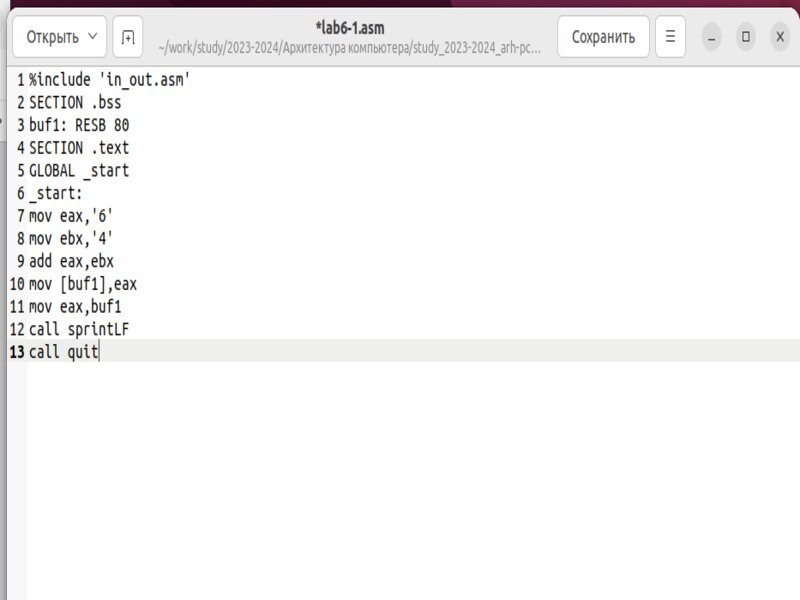 Открыть
*lab6-1.asm
~/work/study/2023-2024/Архитектура компьютера/study_2023-2024_arh-pc...
Сохранить
1 %include 'in_out.asm'
2 SECTION .bss
3 buf1: RESB 80
4 SECTION .text
5 GLOBAL _start
6 _start:
7 mov eax,'6'
8 mov ebx,'4'
9 add eax,ebx
10 mov [buf1],eax
11 mov eax,buf1
12 call sprintLF
13 call quit